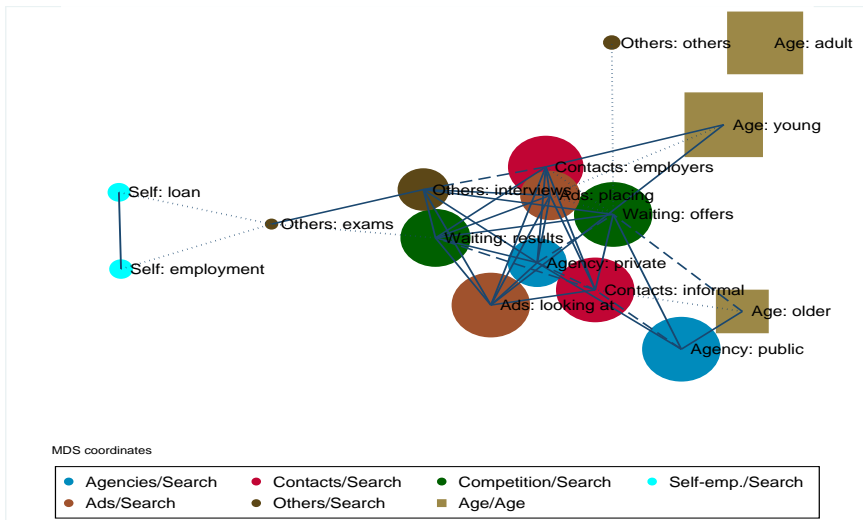 Others: others
Age: adult
Age: young
Contacts: employers
Self: loan
Others: interviews
Ads: placing
Waiting: offers
Others: exams
Waiting: results
Self: employment
Agency: private
Contacts: informal
Ads: looking at
Age: older
Agency: public
MDS coordinates
Agencies/Search
Contacts/Search
Competition/Search
Self-emp./Search
Ads/Search
Others/Search
Age/Age